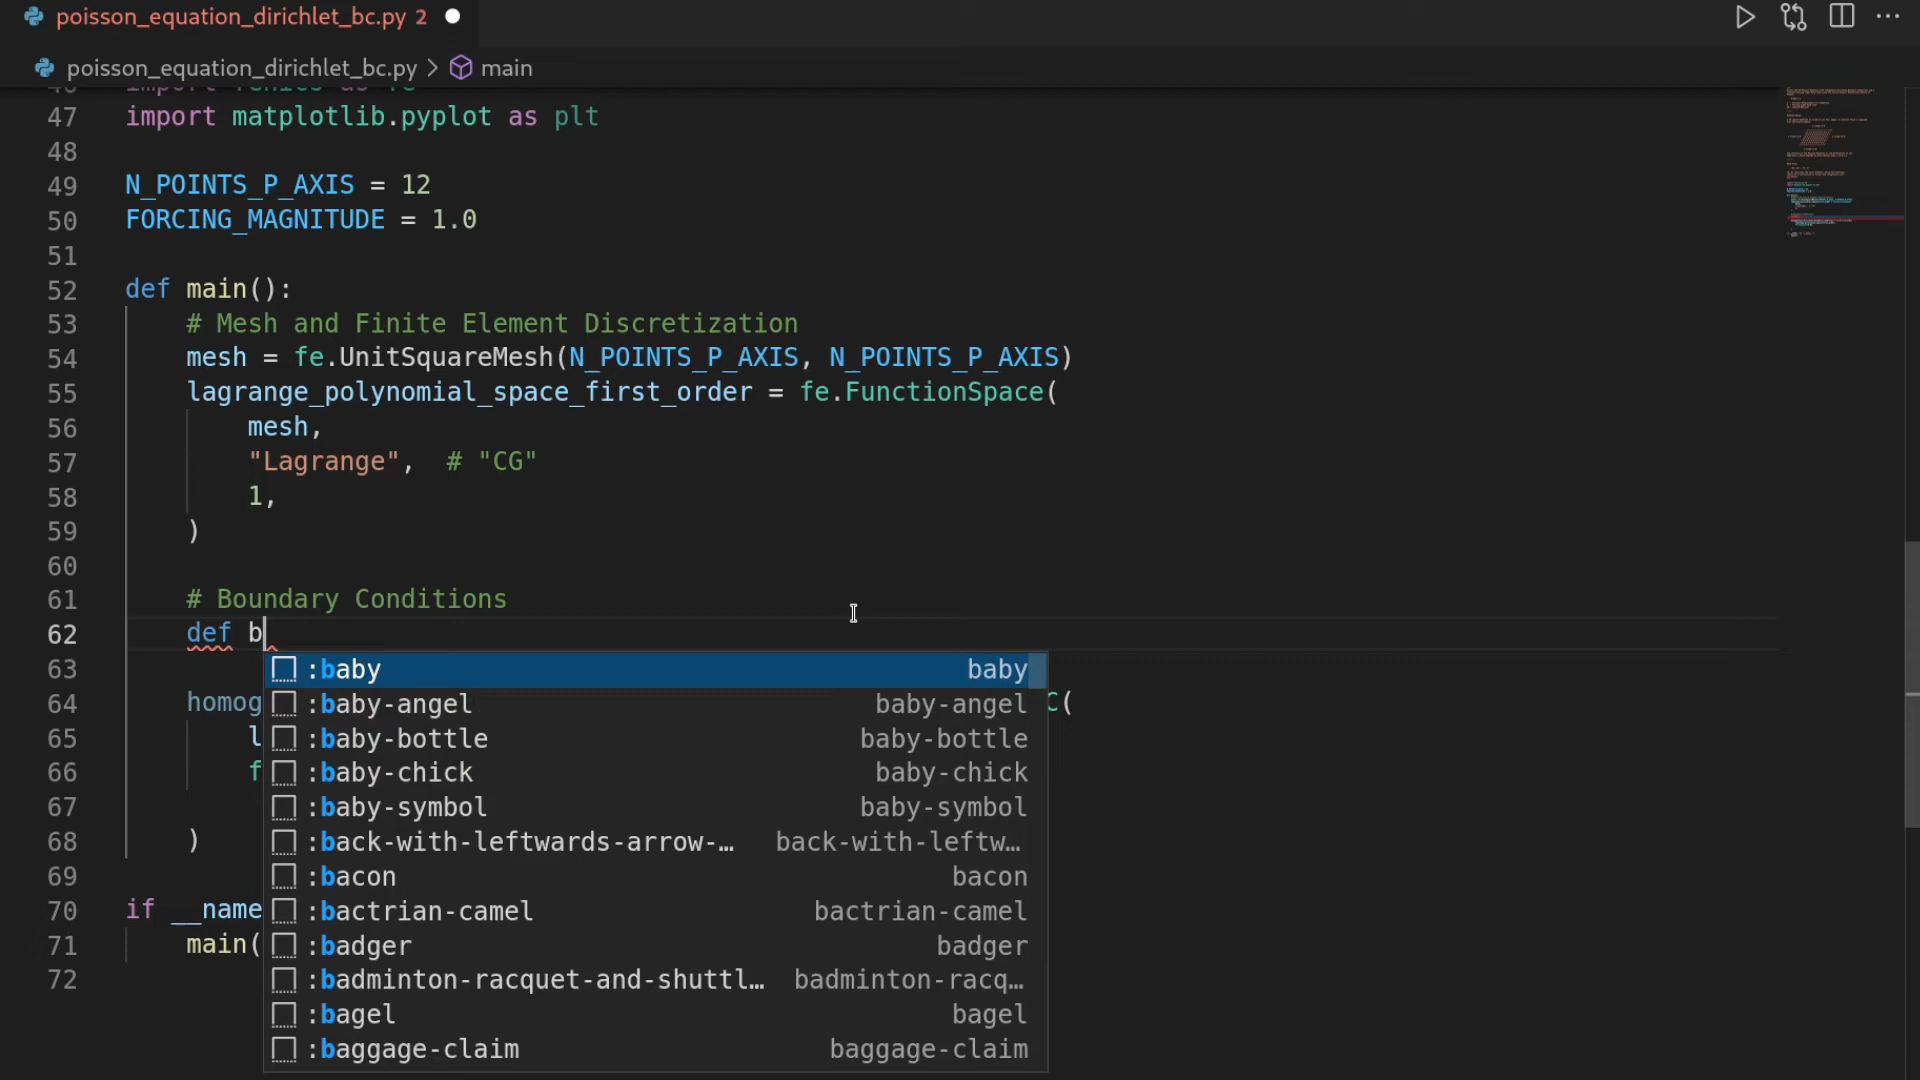 poisson_equation_dirichlet_bc.py 2
poisson_equation_dirichlet_bc.py > main
47 import matplotlib.pyplot as plt
48
49 N_POINTS_P_AXIS = 12
50 FORCING_MAGNITUDE = 1.0
51
52 def main():
53 # Mesh and Finite Element Discretization
54 mesh = fe.UnitSquareMesh(N_POINTS_P_AXIS, N_POINTS_P_AXIS)
55 lagrange_polynomial_space_first_order = fe.FunctionSpace(
56 mesh,
57 "Lagrange", # "CG"
58 1,
59 )
60
61 # Boundary Conditions
62 def b
63 :baby baby
64 homog :baby-angel baby-angel C(
65 l :baby-bottle baby-bottle
66 f :baby-chick baby-chick
67 :baby-symbol baby-symbol
68 ) :back-with-leftwards-arrow-… back-with-leftw…
69 :bacon bacon
70 if __name :bactrian-camel bactrian-camel
71 main( :badger badger
72 :badminton-racquet-and-shuttl… badminton-racq…
:bagel bagel
:baggage-claim baggage-claim